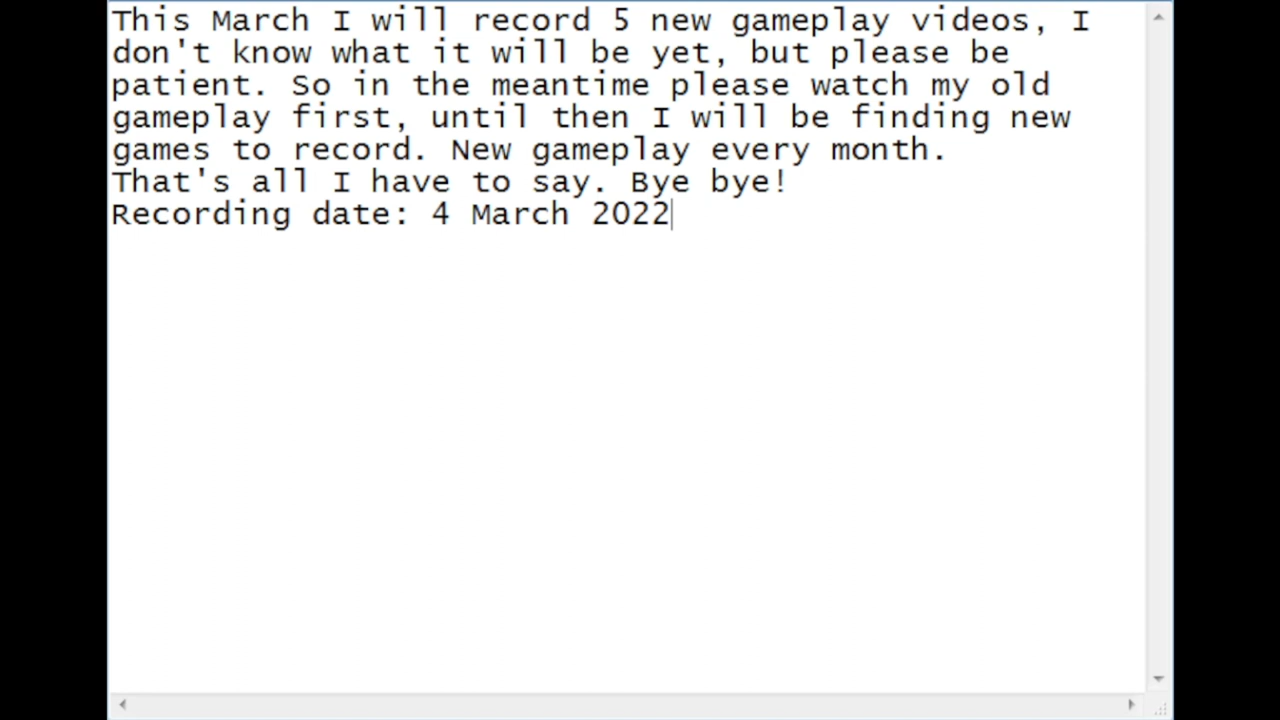 This March I will record 5 new gameplay videos, I
don't know what it will be yet, but please be
patient. So in the meantime please watch my old
gameplay first, until then I will be finding new
games to record. New gameplay every month.
That's all I have to say. Bye bye!
Recording date: 4 March 2022